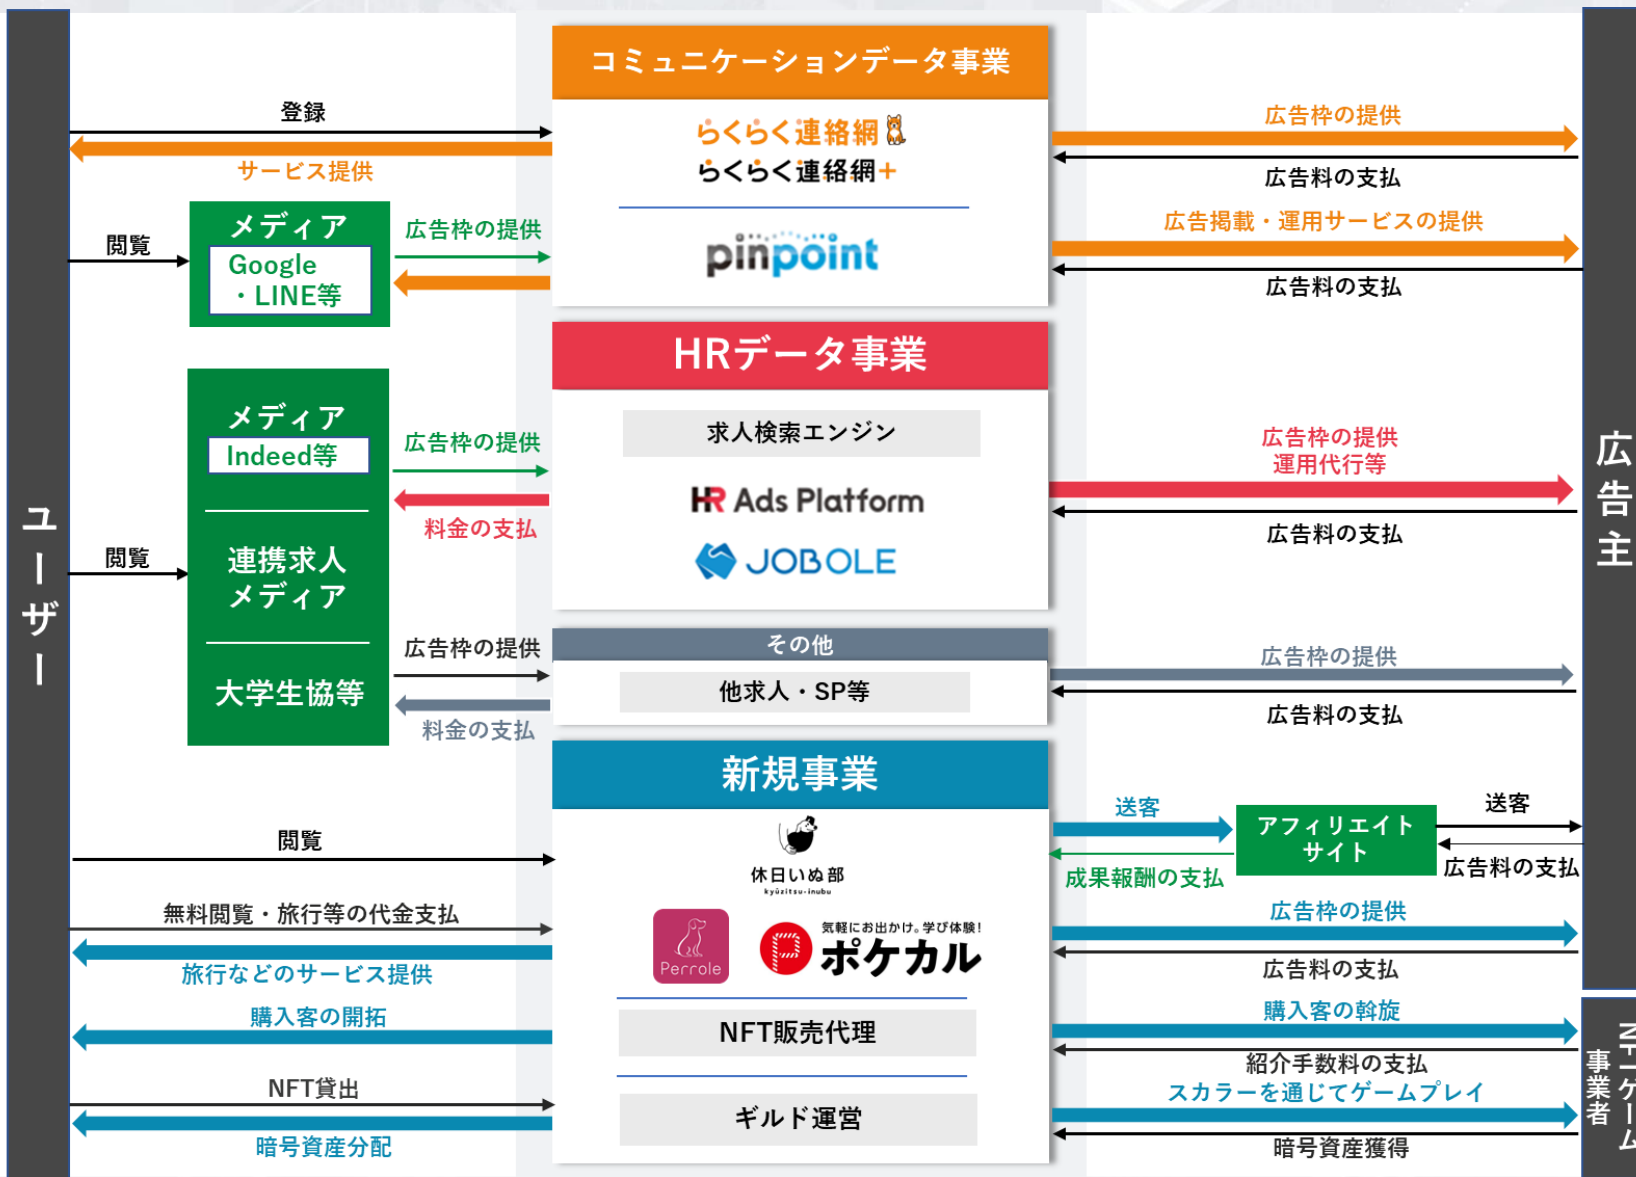 コミュニケーションデータ事業
登録
サービス提供
らくらく連絡網
らくらく連絡網+
広告枠の提供
広告料の支払
メディア
Google
・LINE等
閲覧
広告枠の提供
pinpoint
広告掲載・運用サービスの提供
広告料の支払
HRデータ事業
求人検索エンジン
HR Ads Platform
JOBOLE
メディア
Indeed等
連携求人
メディア
大学生協等
閲覧
広告枠の提供
料金の支払
広告枠の提供
運用代行等
広告料の支払
広告枠の提供
料金の支払
その他
他求人・SP等
広告枠の提供
広告料の支払
ユーザー
広告主
新規事業
閲覧
休日いぬ部
kyūzitsu-inubu
送客
成果報酬の支払
アフィリエイト
サイト
送客
広告料の支払
無料閲覧・旅行等の代金支払
旅行などのサービス提供
Perrole
気軽にお出かけ。学び体験!
ポケカル
広告枠の提供
広告料の支払
購入客の開拓
NFT販売代理
購入客の斡旋
紹介手数料の支払
NFT貸出
暗号資産分配
ギルド運営
スカラーを通じてゲームプレイ
暗号資産獲得
NFTゲーム
事業者